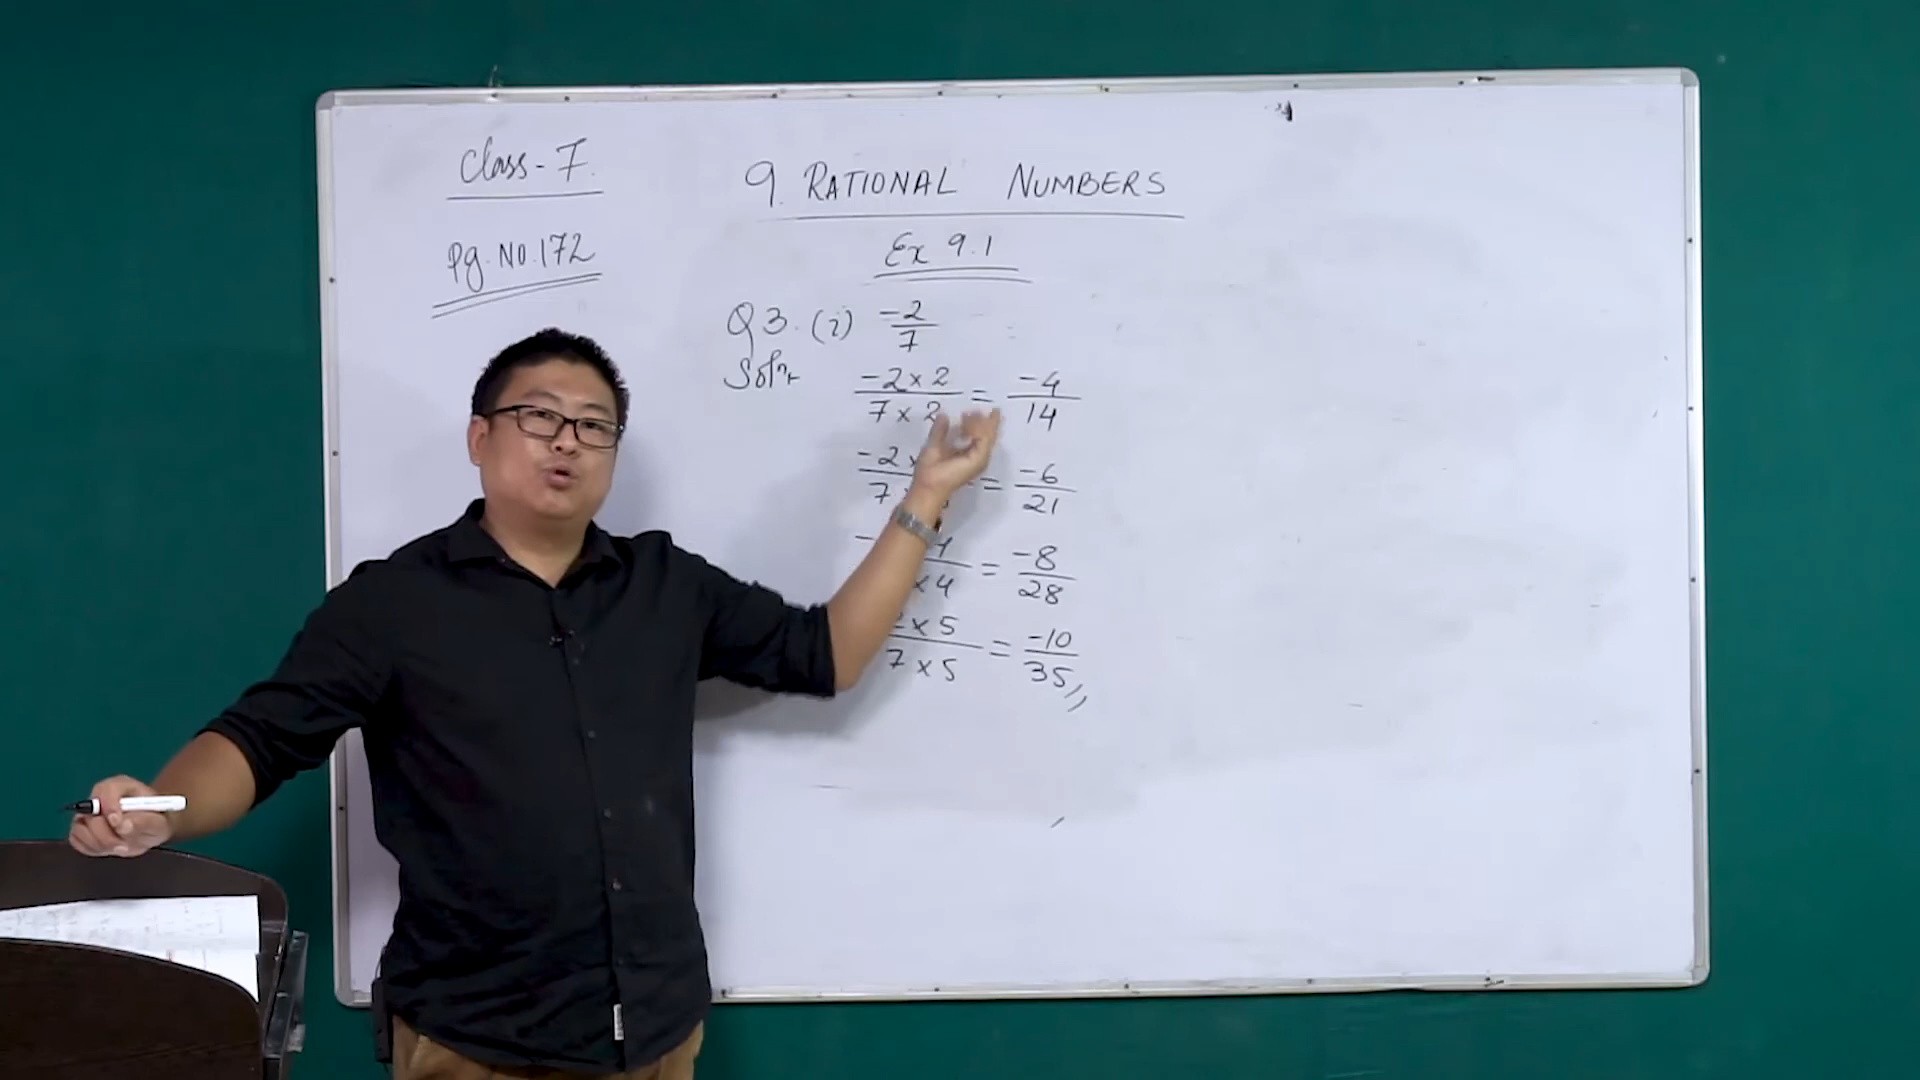 Class-7.
Pg. No. 172
9. RATIONAL NUMBERS
Ex 9.1
Q3. (i) -2/7
Soln
-2 x 2 / 7 x 2 = -4/14
-2 x / 7 = -6/21
- 4 / x 4 = -8/28
2 x 5 / 7 x 5 = -10/35